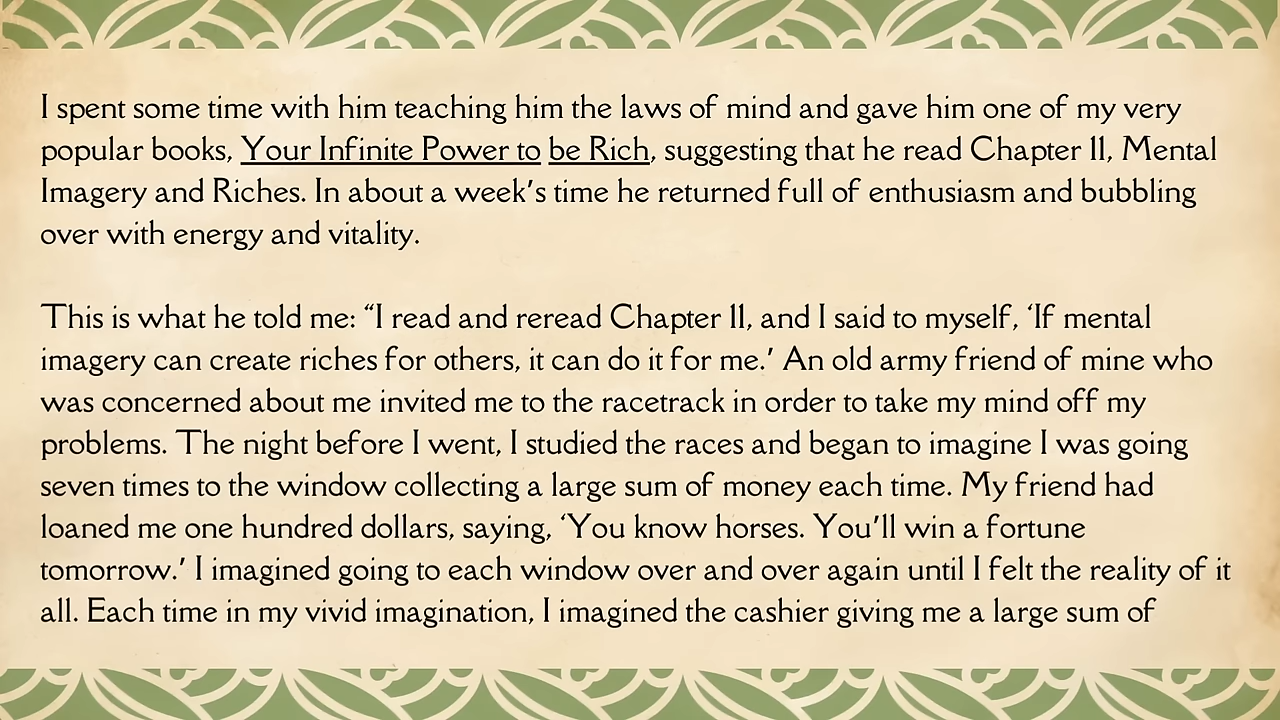 I spent some time with him teaching him the laws of mind and gave him one of my very
popular books, Your Infinite Power to be Rich, suggesting that he read Chapter 11, Mental
Imagery and Riches. In about a week's time he returned full of enthusiasm and bubbling
over with energy and vitality.
This is what he told me: “I read and reread Chapter 11, and I said to myself, ‘If mental
imagery can create riches for others, it can do it for me.' An old army friend of mine who
was concerned about me invited me to the racetrack in order to take my mind off my
problems. The night before I went, I studied the races and began to imagine I was going
seven times to the window collecting a large sum of money each time. My friend had
loaned me one hundred dollars, saying, ‘You know horses. You'll win a fortune
tomorrow.' I imagined going to each window over and over again until I felt the reality of it
all. Each time in my vivid imagination, I imagined the cashier giving me a large sum of